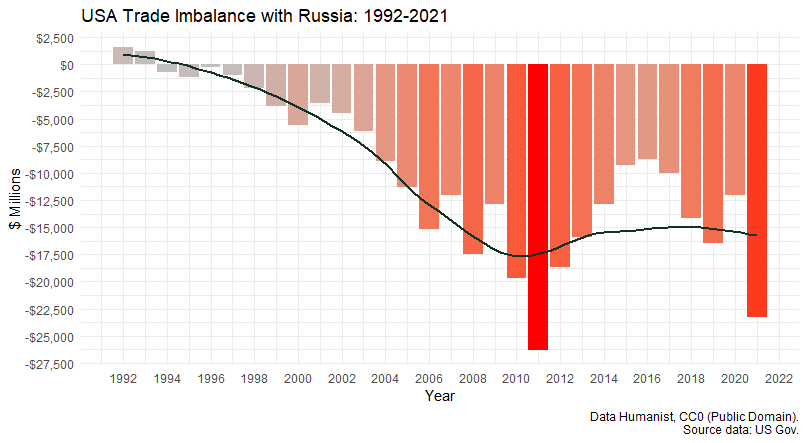 USA Trade Imbalance with Russia: 1992-2021
$2,500
$0
-$2,500
-$5,000
-$7,500
-$10,000
-$12,500
-$15,000
-$17,500
-$20,000
-$22,500
-$25,000
-$27,500
$ Millions
1992 1994 1996 1998 2000 2002 2004 2006 2008 2010 2012 2014 2016 2018 2020 2022
Year
Data Humanist, CC0 (Public Domain).
Source data: US Gov.